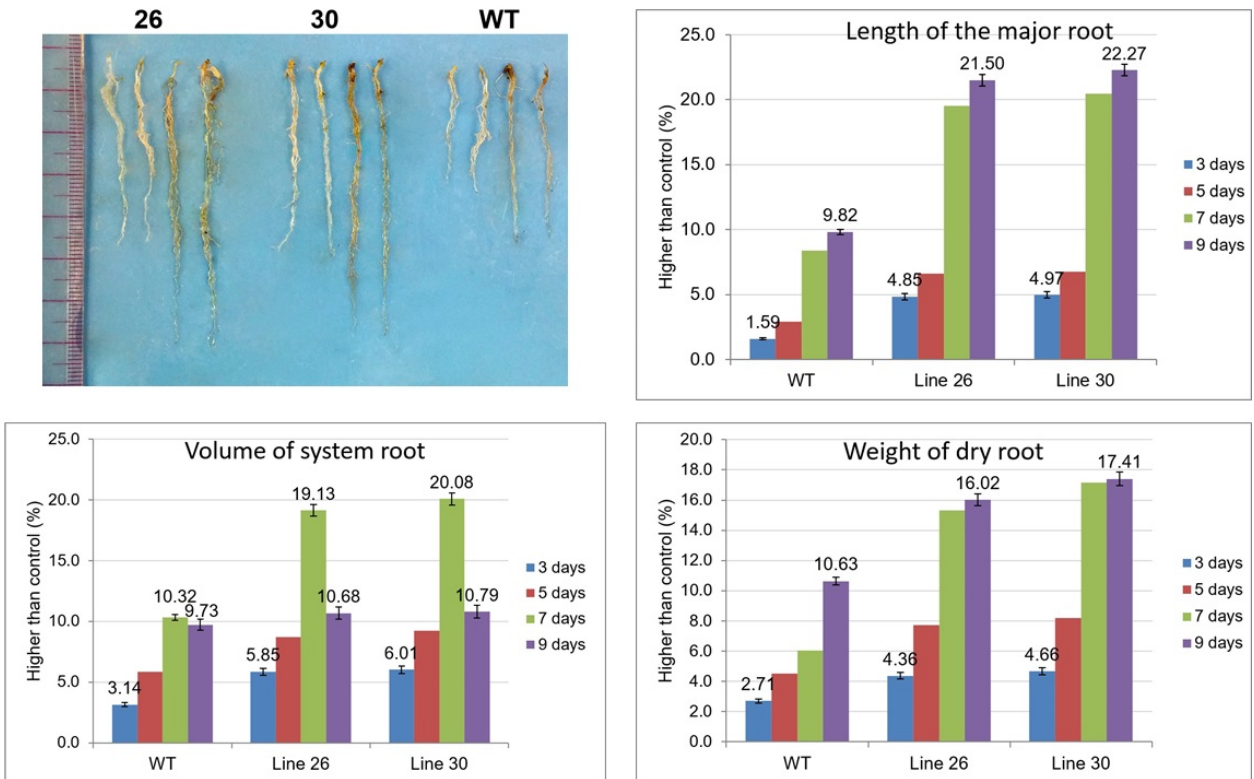 26 30 WT
Length of the major root
Higher than control (%)
25.0
20.0
15.0
10.0
5.0
0.0
1.59
9.82
4.85
21.50
4.97
22.27
WT Line 26 Line 30
3 days
5 days
7 days
9 days
Volume of system root
Higher than control (%)
25.0
20.0
15.0
10.0
5.0
0.0
3.14
10.32
9.73
5.85
19.13
10.68
6.01
20.08
10.79
WT Line 26 Line 30
3 days
5 days
7 days
9 days
Weight of dry root
Higher than control (%)
20.0
18.0
16.0
14.0
12.0
10.0
8.0
6.0
4.0
2.0
0.0
2.71
10.63
4.36
16.02
4.66
17.41
WT Line 26 Line 30
3 days
5 days
7 days
9 days